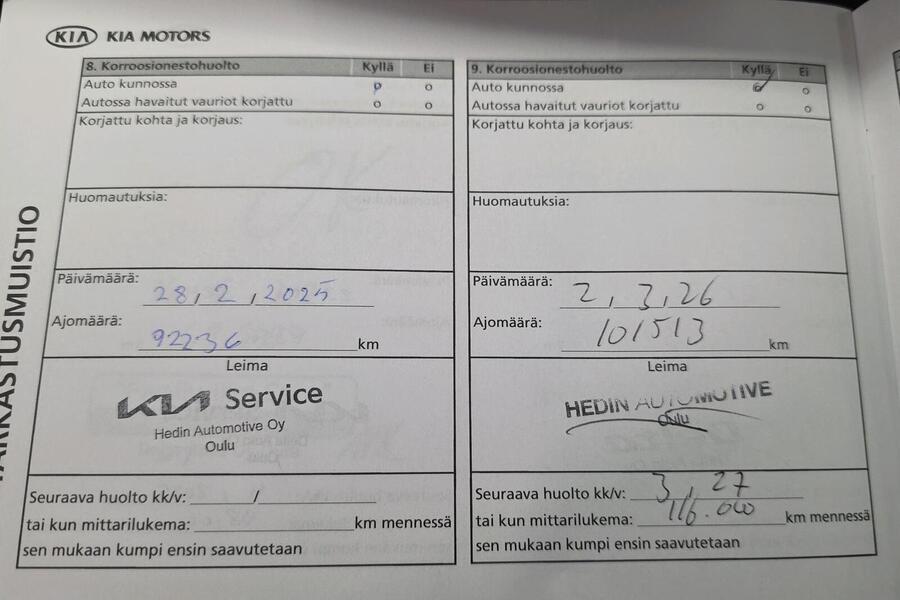 KIA KIA MOTORS
TARKASTUSMUISTIO
8. Korroosionestohuolto Kyllä Ei
Auto kunnossa
Autossa havaitut vauriot korjattu
Korjattu kohta ja korjaus:
Huomautuksia:
Päivämäärä: 28, 2, 2025
Ajomäärä: 92236 km
Leima
KIA Service
Hedin Automotive Oy
Oulu
Seuraava huolto kk/v: /
tai kun mittarilukema: km mennessä
sen mukaan kumpi ensin saavutetaan
9. Korroosionestohuolto Kyllä Ei
Auto kunnossa
Autossa havaitut vauriot korjattu
Korjattu kohta ja korjaus:
Huomautuksia:
Päivämäärä: 2, 3, 26
Ajomäärä: 101513 km
Leima
HEDIN AUTOMOTIVE
Oulu
Seuraava huolto kk/v: 3, 27
tai kun mittarilukema: 116.000 km mennessä
sen mukaan kumpi ensin saavutetaan